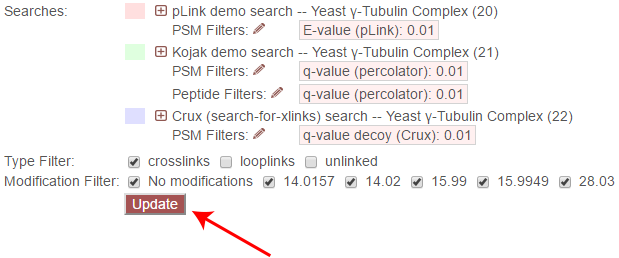 Searches: pLink demo search -- Yeast γ-Tubulin Complex (20)
PSM Filters: E-value (pLink): 0.01
Kojak demo search -- Yeast γ-Tubulin Complex (21)
PSM Filters: q-value (percolator): 0.01
Peptide Filters: q-value (percolator): 0.01
Crux (search-for-xlinks) search -- Yeast γ-Tubulin Complex (22)
PSM Filters: q-value decoy (Crux): 0.01
Type Filter: crosslinks looplinks unlinked
Modification Filter: No modifications 14.0157 14.02 15.99 15.9949 28.03
Update